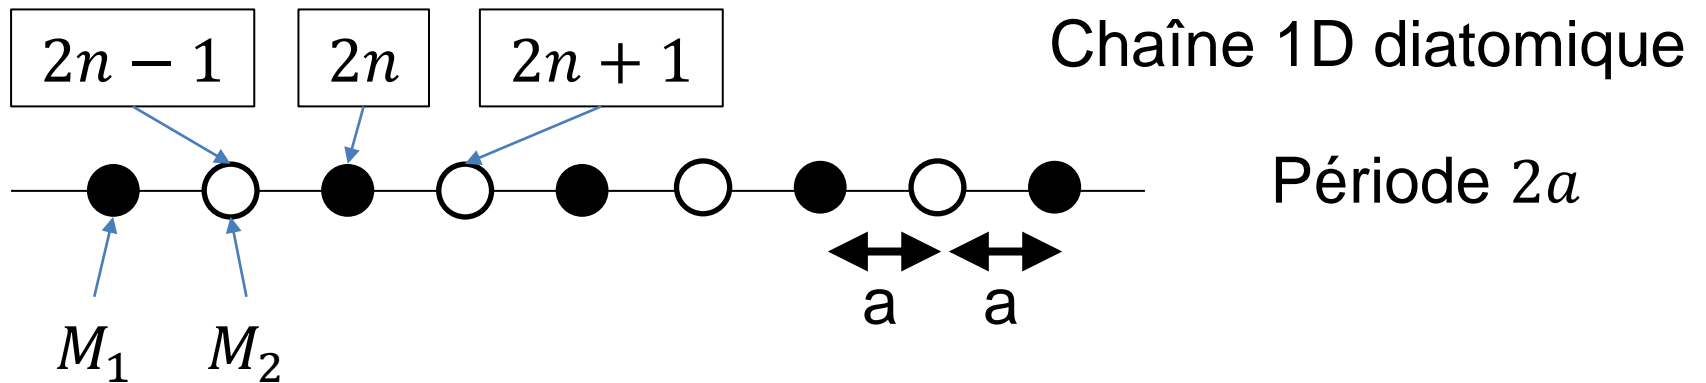 2n − 1 2n 2n + 1 Chaîne 1D diatomique
Période 2a
a a
M₁ M₂